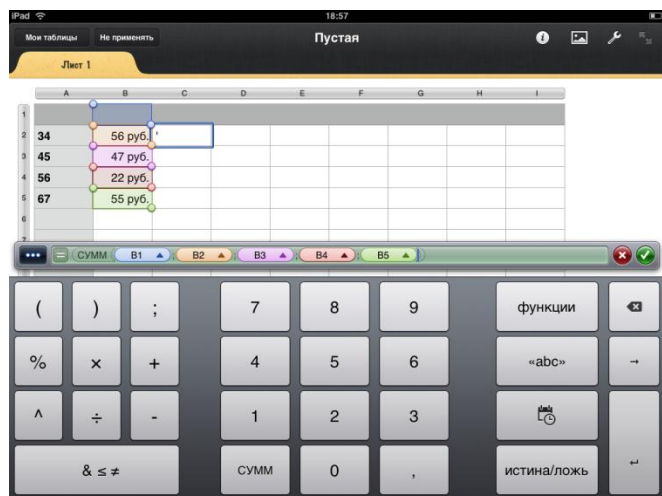 iPad 18:57
Мои таблицы Не применять Пустая
Лист 1
A B C D E F G H I
1
2 34 56 руб. '
3 45 47 руб.
4 56 22 руб.
5 67 55 руб.
6
7
= СУММ ( B1 ; B2 ; B3 ; B4 ; B5 )
( ) ; 7 8 9 функции
% × + 4 5 6 «abc» →
^ ÷ - 1 2 3
& ≤ ≠ СУММ 0 , истина/ложь ↵